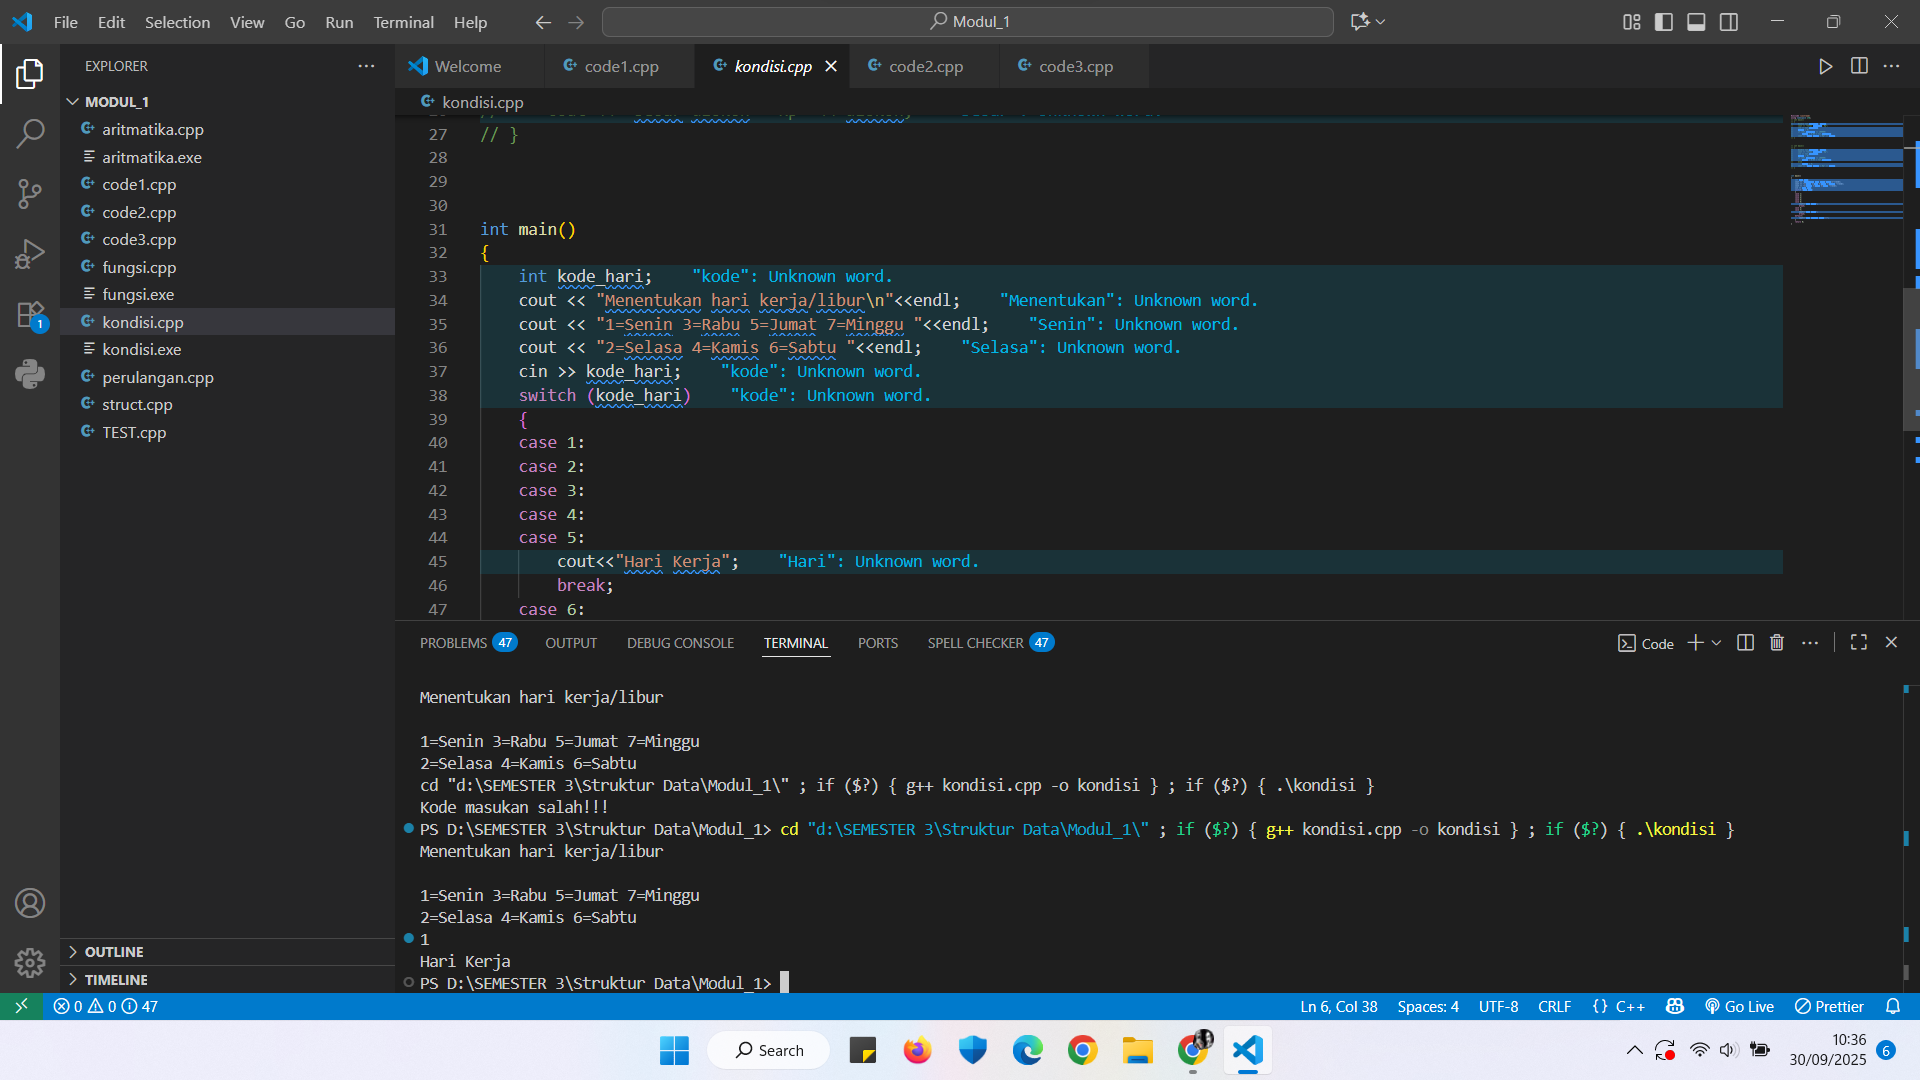 File Edit Selection View Go Run Terminal Help
Modul_1
EXPLORER
Welcome code1.cpp kondisi.cpp code2.cpp code3.cpp
kondisi.cpp
MODUL_1
aritmatika.cpp
aritmatika.exe
code1.cpp
code2.cpp
code3.cpp
fungsi.cpp
fungsi.exe
kondisi.cpp
kondisi.exe
perulangan.cpp
struct.cpp
TEST.cpp
OUTLINE
TIMELINE
1
27 // }
28
29
30
31 int main()
32 {
33 int kode_hari; "kode": Unknown word.
34 cout << "Menentukan hari kerja/libur\n"<<endl; "Menentukan": Unknown word.
35 cout << "1=Senin 3=Rabu 5=Jumat 7=Minggu "<<endl; "Senin": Unknown word.
36 cout << "2=Selasa 4=Kamis 6=Sabtu "<<endl; "Selasa": Unknown word.
37 cin >> kode_hari; "kode": Unknown word.
38 switch (kode_hari) "kode": Unknown word.
39 {
40 case 1:
41 case 2:
42 case 3:
43 case 4:
44 case 5:
45 cout<<"Hari Kerja"; "Hari": Unknown word.
46 break;
47 case 6:
PROBLEMS 47 OUTPUT DEBUG CONSOLE TERMINAL PORTS SPELL CHECKER 47 Code
Menentukan hari kerja/libur
1=Senin 3=Rabu 5=Jumat 7=Minggu
2=Selasa 4=Kamis 6=Sabtu
cd "d:\SEMESTER 3\Struktur Data\Modul_1\" ; if ($?) { g++ kondisi.cpp -o kondisi } ; if ($?) { .\kondisi }
Kode masukan salah!!!
PS D:\SEMESTER 3\Struktur Data\Modul_1> cd "d:\SEMESTER 3\Struktur Data\Modul_1\" ; if ($?) { g++ kondisi.cpp -o kondisi } ; if ($?) { .\kondisi }
Menentukan hari kerja/libur
1=Senin 3=Rabu 5=Jumat 7=Minggu
2=Selasa 4=Kamis 6=Sabtu
1
Hari Kerja
PS D:\SEMESTER 3\Struktur Data\Modul_1>
0 0 47 Ln 6, Col 38 Spaces: 4 UTF-8 CRLF {} C++ Go Live Prettier
Search
10:36
30/09/2025
6